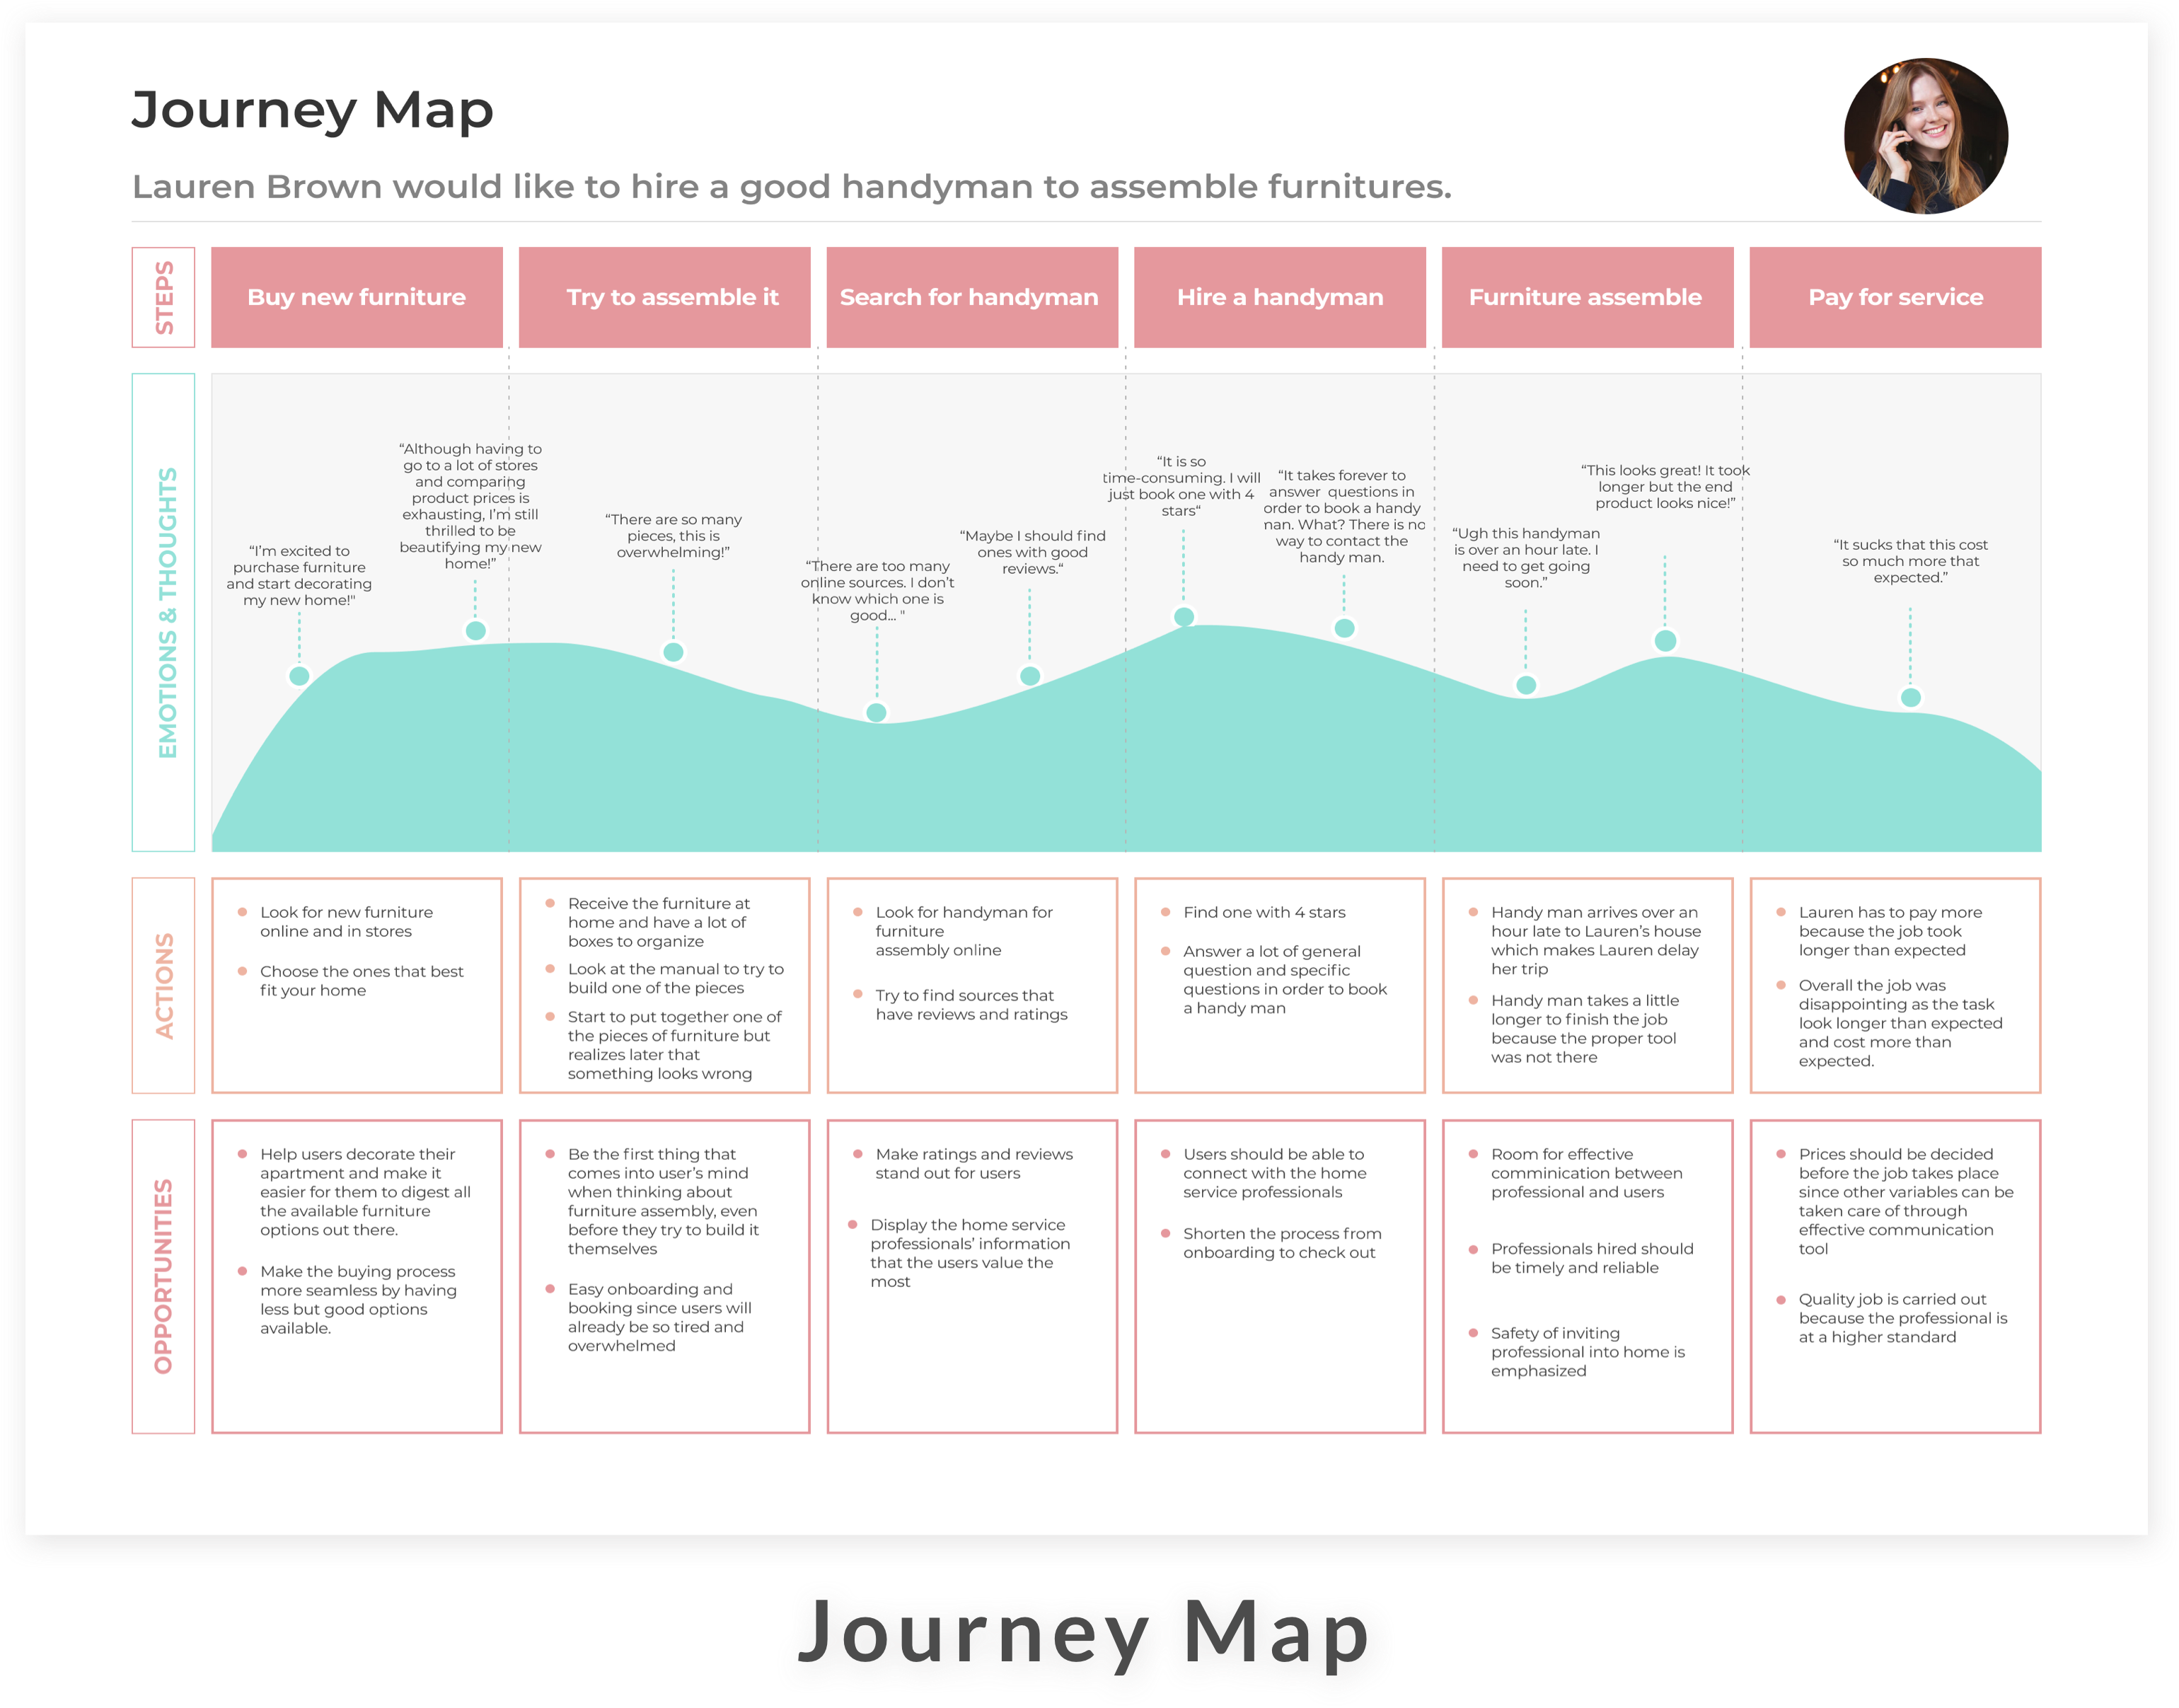 Journey Map
Lauren Brown would like to hire a good handyman to assemble furnitures.
STEPS
Buy new furniture
Try to assemble it
Search for handyman
Hire a handyman
Furniture assemble
Pay for service
EMOTIONS & THOUGHTS
“I’m excited to
purchase furniture
and start decorating
my new home!"
“Although having to
go to a lot of stores
and comparing
product prices is
exhausting, I’m still
thrilled to be
beautifying my new
home!”
“There are so many
pieces, this is
overwhelming!”
“There are too many
online sources. I don’t
know which one is
good... "
“Maybe I should find
ones with good
reviews.“
“It is so
time-consuming. I will
just book one with 4
stars“
“It takes forever to
answer questions in
order to book a handy
man. What? There is no
way to contact the
handy man.
“Ugh this handyman
is over an hour late. I
need to get going
soon.”
“This looks great! It took
longer but the end
product looks nice!”
“It sucks that this cost
so much more that
expected.”
ACTIONS
Look for new furniture
online and in stores
Choose the ones that best
fit your home
Receive the furniture at
home and have a lot of
boxes to organize
Look at the manual to try to
build one of the pieces
Start to put together one of
the pieces of furniture but
realizes later that
something looks wrong
Look for handyman for
furniture
assembly online
Try to find sources that
have reviews and ratings
Find one with 4 stars
Answer a lot of general
question and specific
questions in order to book
a handy man
Handy man arrives over an
hour late to Lauren’s house
which makes Lauren delay
her trip
Handy man takes a little
longer to finish the job
because the proper tool
was not there
Lauren has to pay more
because the job took
longer than expected
Overall the job was
disappointing as the task
look longer than expected
and cost more than
expected.
OPPORTUNITIES
Help users decorate their
apartment and make it
easier for them to digest all
the available furniture
options out there.
Make the buying process
more seamless by having
less but good options
available.
Be the first thing that
comes into user’s mind
when thinking about
furniture assembly, even
before they try to build it
themselves
Easy onboarding and
booking since users will
already be so tired and
overwhelmed
Make ratings and reviews
stand out for users
Display the home service
professionals’ information
that the users value the
most
Users should be able to
connect with the home
service professionals
Shorten the process from
onboarding to check out
Room for effective
comminication between
professional and users
Professionals hired should
be timely and reliable
Safety of inviting
professional into home is
emphasized
Prices should be decided
before the job takes place
since other variables can be
taken care of through
effective communication
tool
Quality job is carried out
because the professional is
at a higher standard
Journey Map